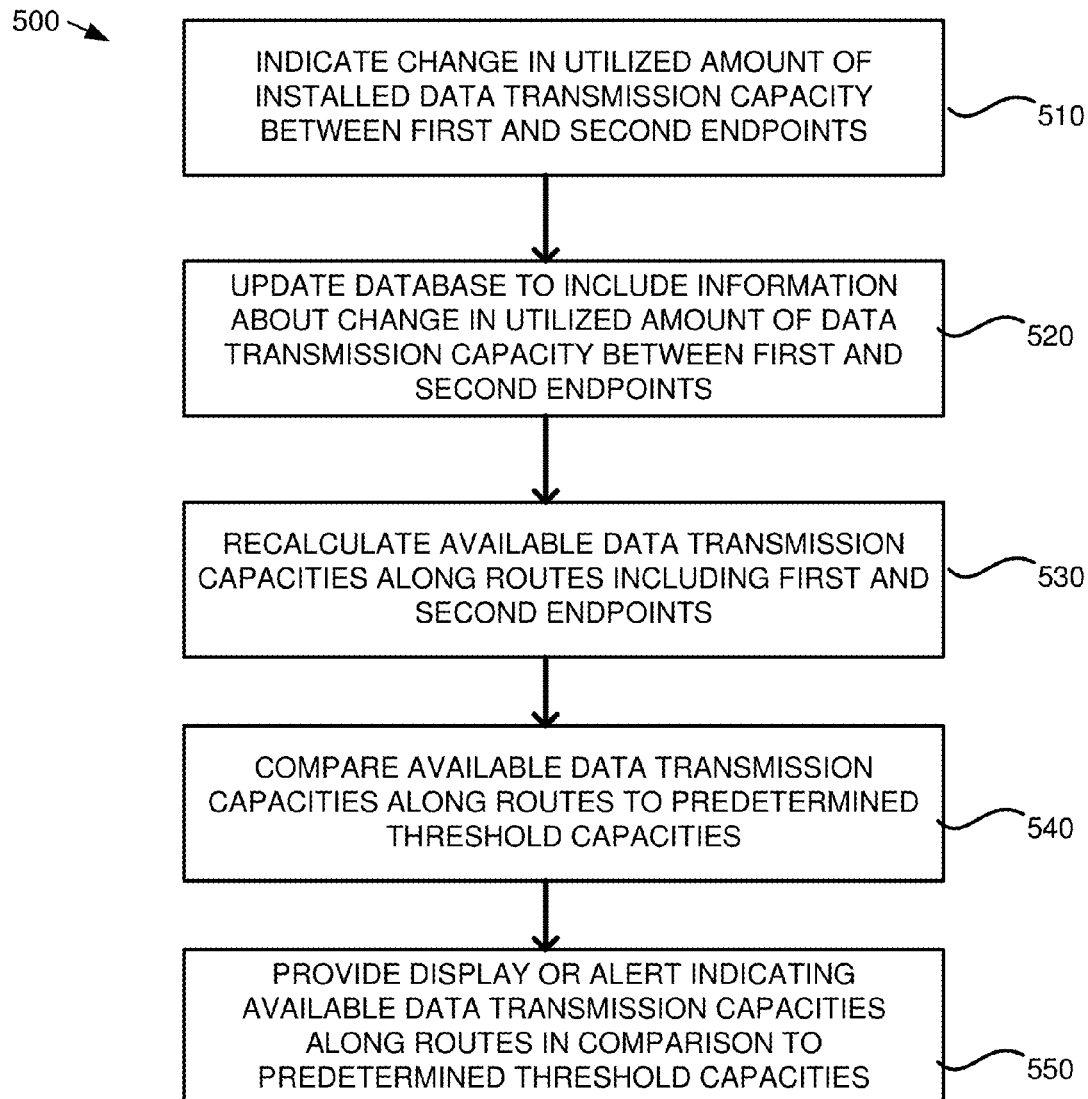 500
INDICATE CHANGE IN UTILIZED AMOUNT OF
INSTALLED DATA TRANSMISSION CAPACITY
BETWEEN FIRST AND SECOND ENDPOINTS
510
UPDATE DATABASE TO INCLUDE INFORMATION
ABOUT CHANGE IN UTILIZED AMOUNT OF DATA
TRANSMISSION CAPACITY BETWEEN FIRST AND
SECOND ENDPOINTS
520
RECALCULATE AVAILABLE DATA TRANSMISSION
CAPACITIES ALONG ROUTES INCLUDING FIRST AND
SECOND ENDPOINTS
530
COMPARE AVAILABLE DATA TRANSMISSION
CAPACITIES ALONG ROUTES TO PREDETERMINED
THRESHOLD CAPACITIES
540
PROVIDE DISPLAY OR ALERT INDICATING
AVAILABLE DATA TRANSMISSION CAPACITIES
ALONG ROUTES IN COMPARISON TO
PREDETERMINED THRESHOLD CAPACITIES
550